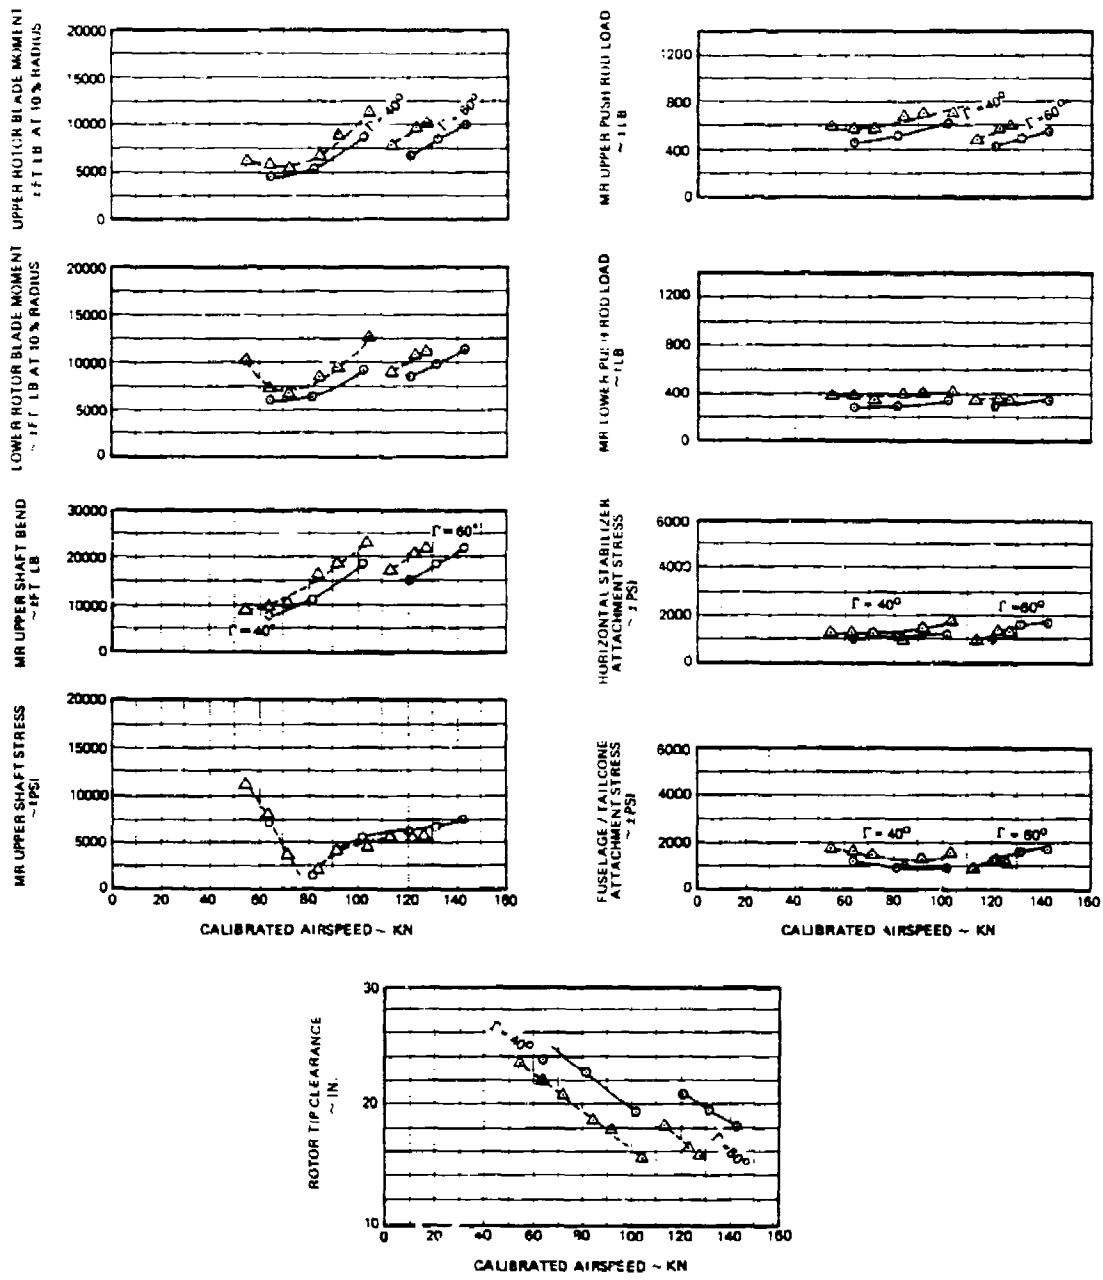 UPPER ROTOR BLADE MOMENT
± FT LB AT 10% RADIUS
20000
15000
10000
5000
0
Γ = 40°
Γ = 60°
MR UPPER PUSH ROD LOAD
~ ± LB
1200
800
400
0
Γ = 40°
Γ = 60°
LOWER ROTOR BLADE MOMENT
~ ± FT LB AT 10% RADIUS
20000
15000
10000
5000
0
MR LOWER ROD LOAD
~ ± LB
1200
800
400
0
MR UPPER SHAFT BEND
~ ±FT LB
30000
20000
10000
0
Γ = 40°
Γ = 60°
HORIZONTAL STABILIZER
ATTACHMENT STRESS
~ ± PSI
6000
4000
2000
0
Γ = 40°
Γ = 60°
MR UPPER SHAFT STRESS
~ ±PSI
20000
15000
10000
5000
0
0 20 40 60 80 100 120 140 160
CALIBRATED AIRSPEED ~ KN
FUSELAGE / TAILCONE
ATTACHMENT STRESS
~ ± PSI
6000
4000
2000
0
Γ = 40°
Γ = 60°
0 20 40 60 80 100 120 140 160
CALIBRATED AIRSPEED ~ KN
ROTOR TIP CLEARANCE
~ IN.
30
20
10
Γ = 40°
Γ = 60°
0 20 40 60 80 100 120 140 160
CALIBRATED AIRSPEED ~ KN